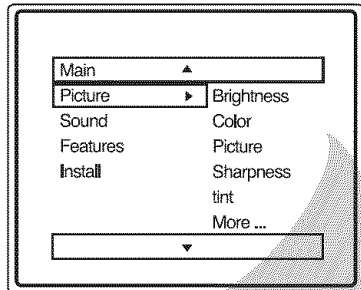 Main
Picture
Sound
Features
Install
Brightness
Color
Picture
Sharpness
tint
More ...